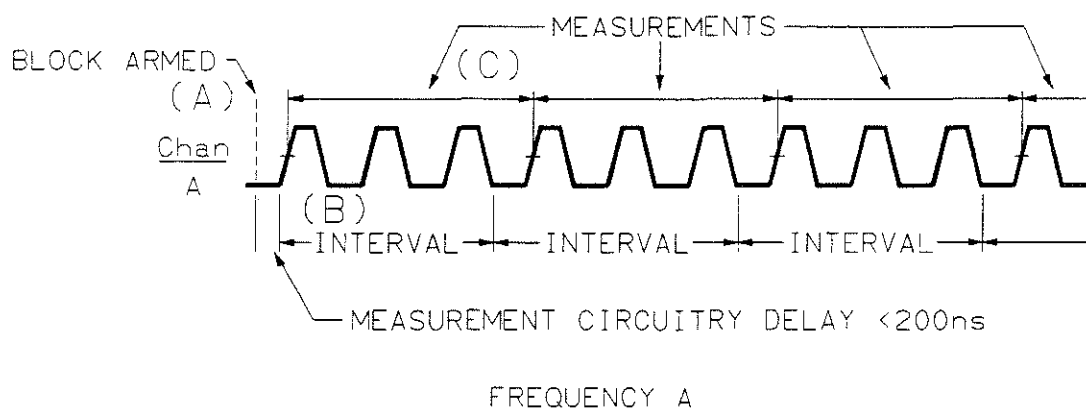 MEASUREMENTS
BLOCK ARMED
(A)
(C)
Chan
A
(B)
INTERVAL INTERVAL INTERVAL
MEASUREMENT CIRCUITRY DELAY <200ns
FREQUENCY A